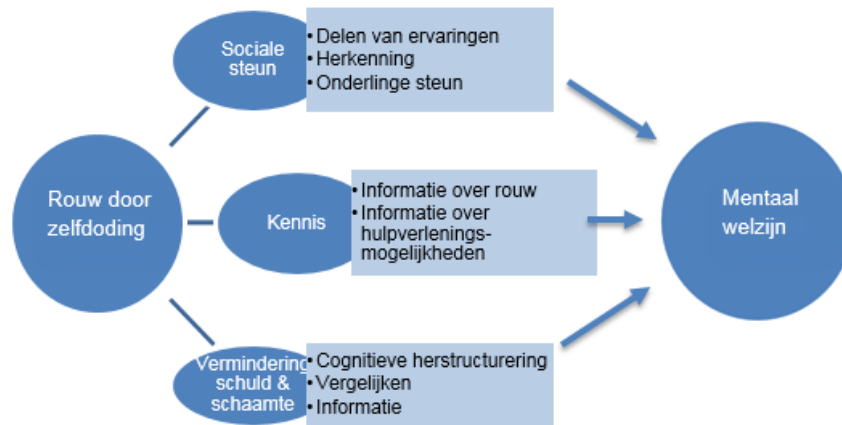 Sociale
steun
• Delen van ervaringen
• Herkenning
• Onderlinge steun
Rouw door
zelfdoding
Kennis
• Informatie over rouw
• Informatie over
hulpverlenings-
mogelijkheden
Mentaal
welzijn
Vermindering
schuld &
schaamte
• Cognitieve herstructurering
• Vergelijken
• Informatie